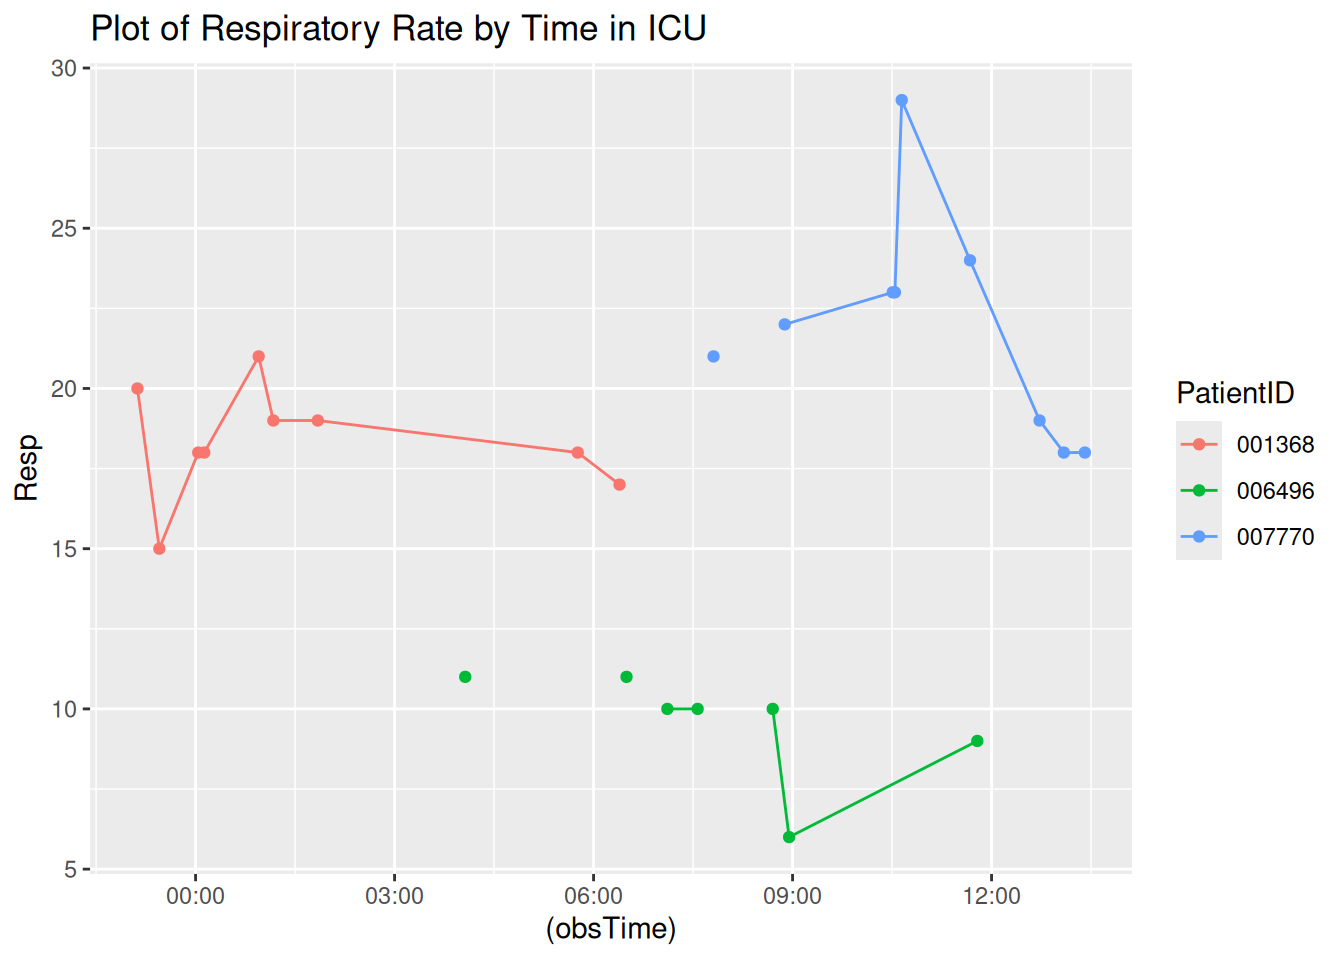 Plot of Respiratory Rate by Time in ICU
30
25
20
15
10
5
Resp
00:00 03:00 06:00 09:00 12:00
(obsTime)
PatientID
001368
006496
007770